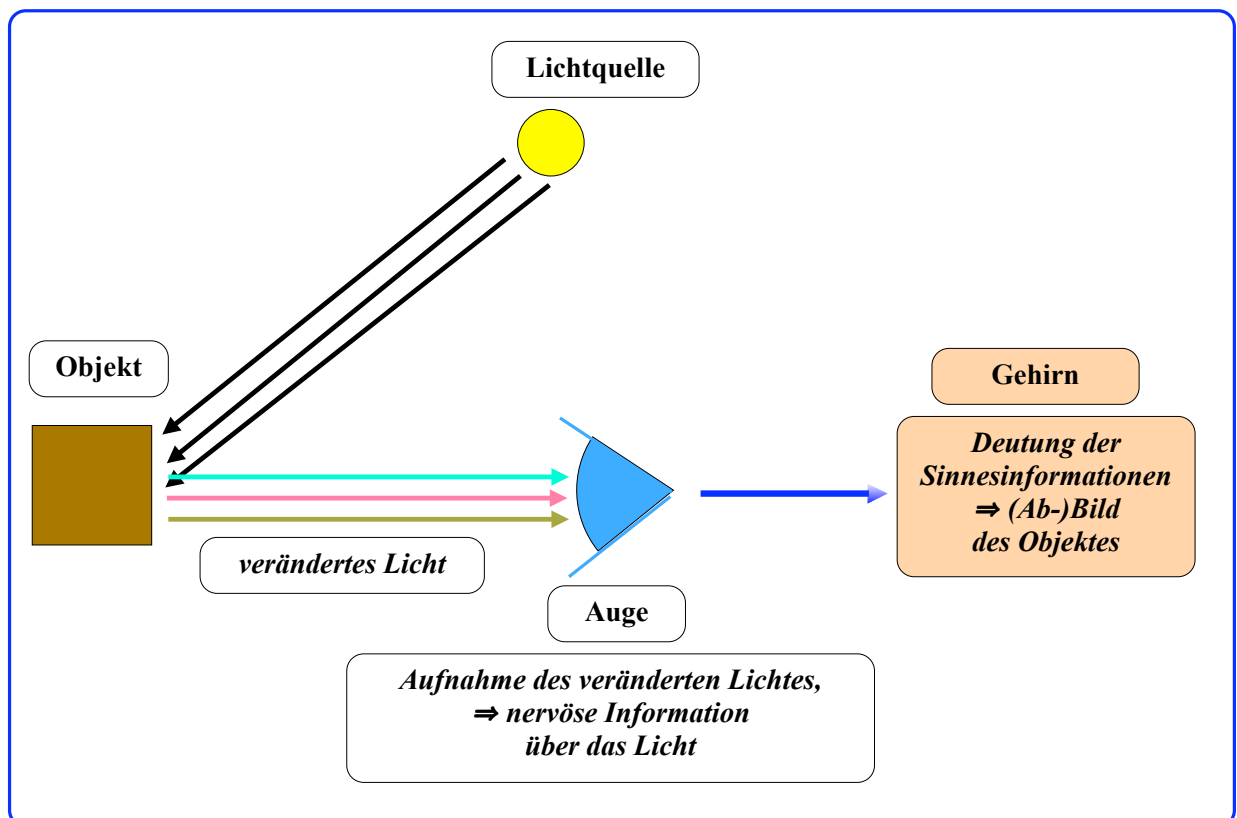 Lichtquelle
Objekt
Gehirn
Deutung der
Sinnesinformationen
⇒ (Ab-)Bild
des Objektes
verändertes Licht
Auge
Aufnahme des veränderten Lichtes,
⇒ nervöse Information
über das Licht